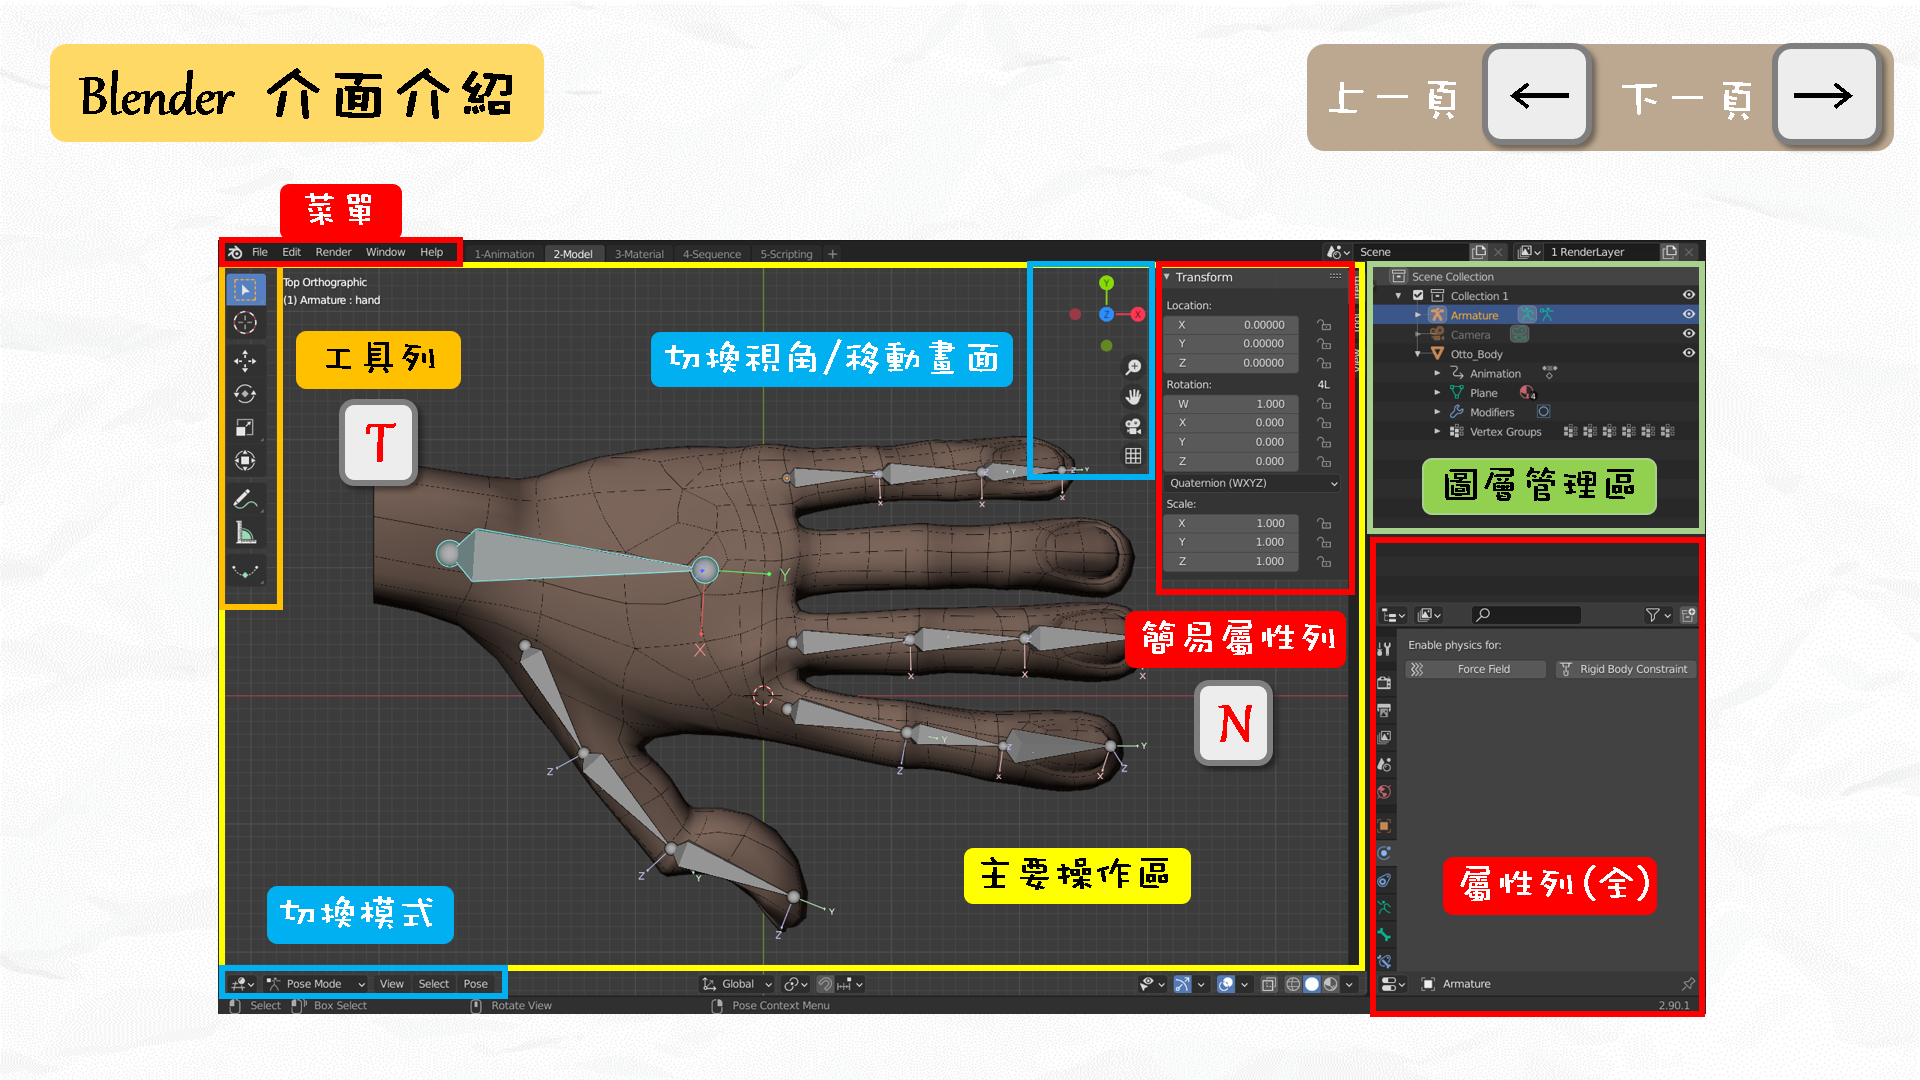 Blender 介面介紹
上一頁 ← 下一頁 →
菜單
File Edit Render Window Help
1-Animation 2-Model 3-Material 4-Sequence 5-Scripting +
Scene
1 RenderLayer
Top Orthographic
(1) Armature : hand
工具列
T
切換視角/移動畫面
Y
Z X
Transform
Location:
X 0.00000
Y 0.00000
Z 0.00000
Rotation: 4L
W 1.000
X 0.000
Y 0.000
Z 0.000
Quaternion (WXYZ)
Scale:
X 1.000
Y 1.000
Z 1.000
Scene Collection
Collection 1
Armature
Camera
Otto_Body
Animation
Plane 4
Modifiers
Vertex Groups
圖層管理區
簡易屬性列
N
Enable physics for:
Force Field Rigid Body Constraint
屬性列(全)
主要操作區
切換模式
Pose Mode View Select Pose
Global
Armature
Select Box Select Rotate View Pose Context Menu
2.90.1